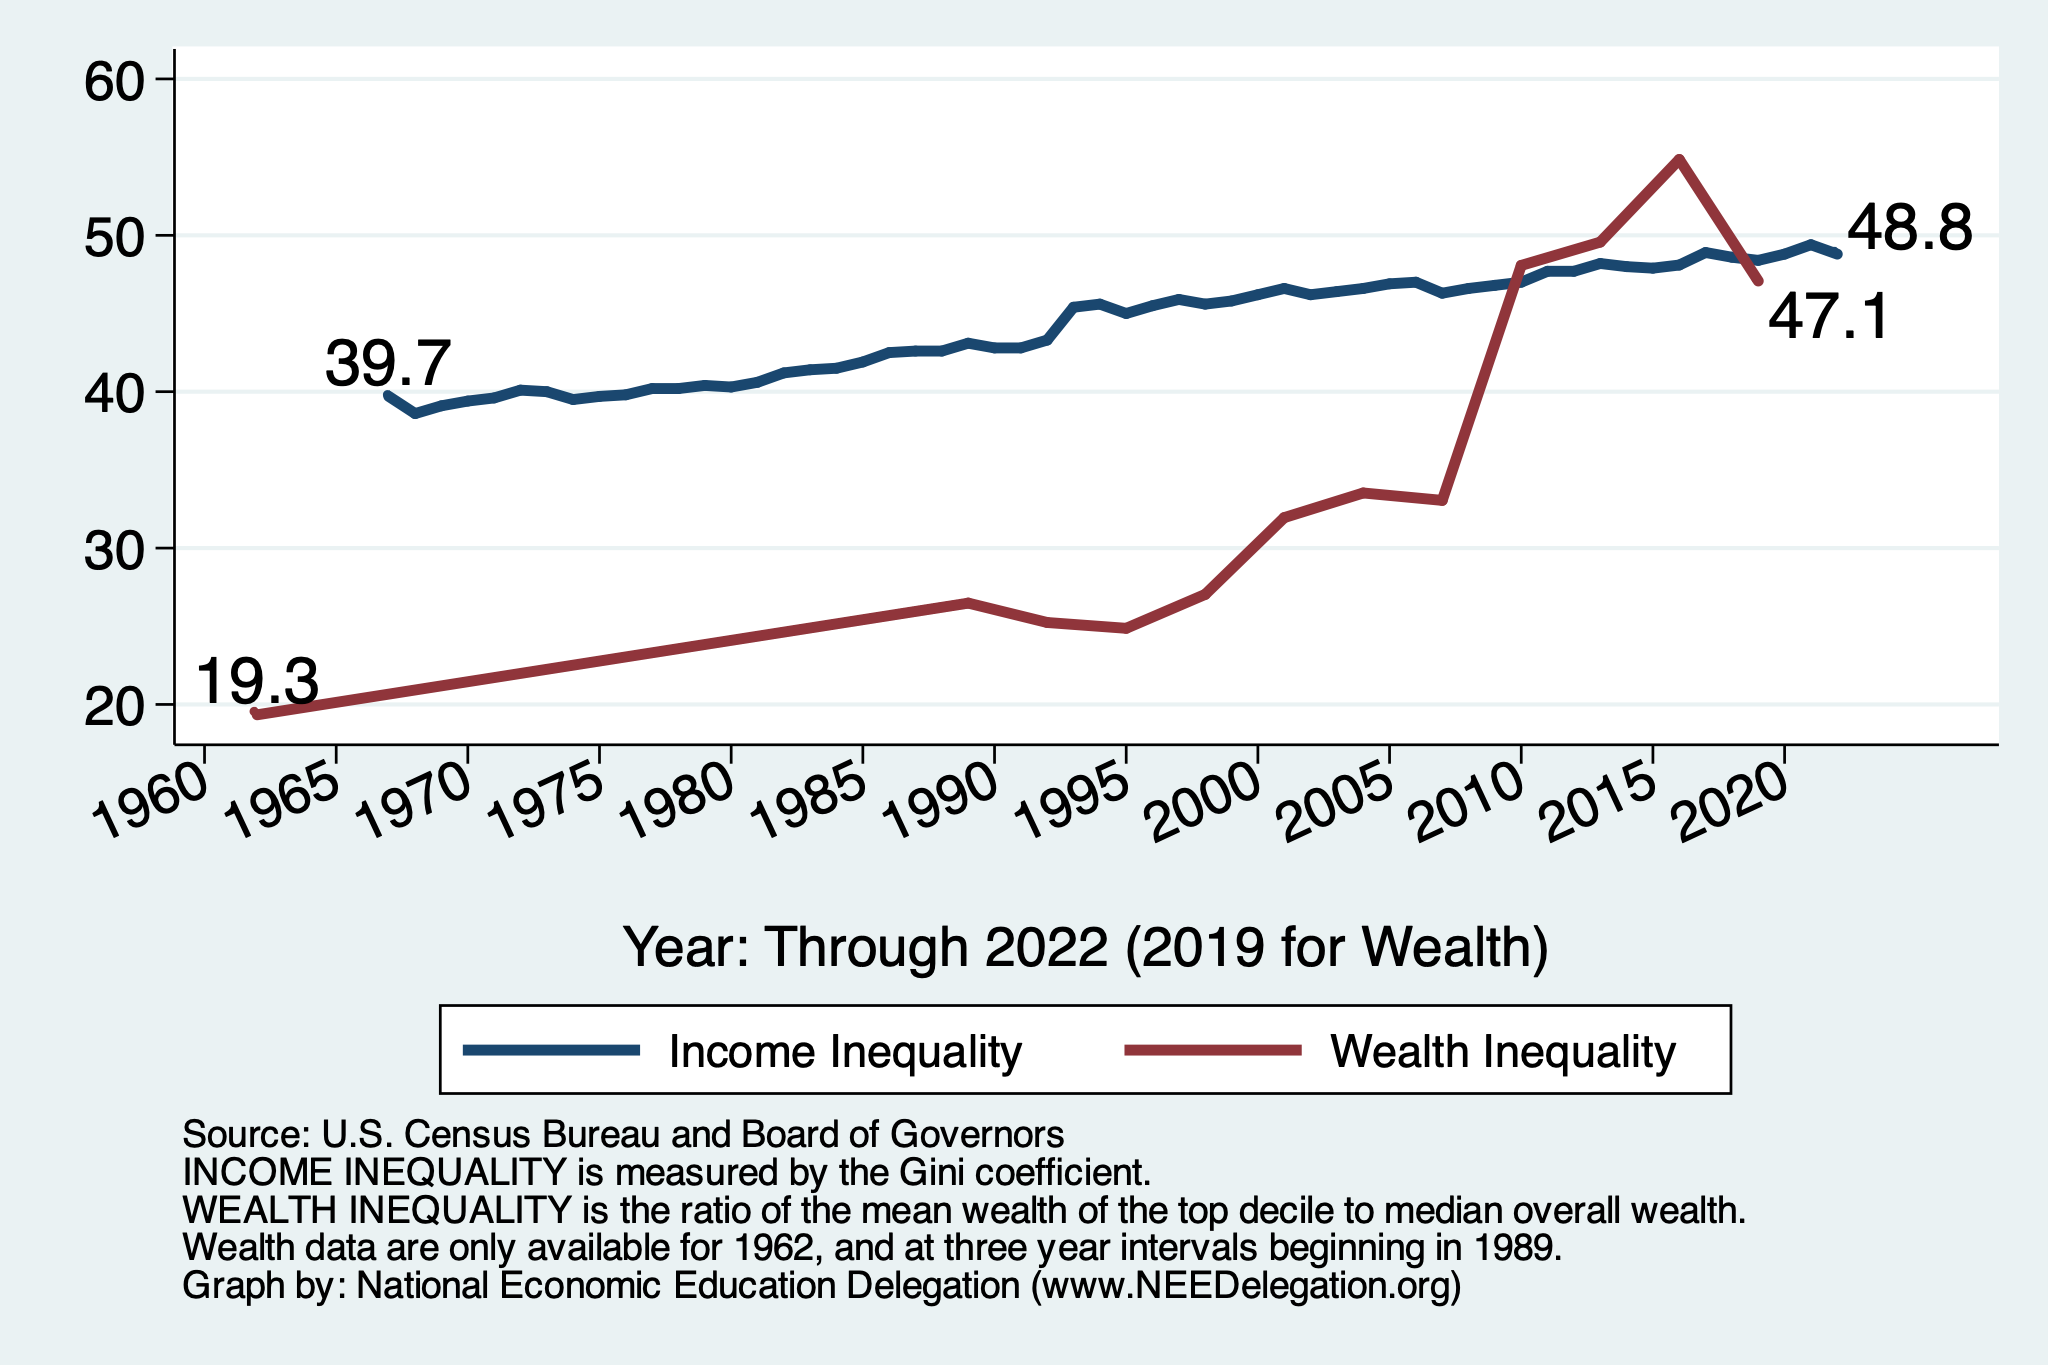 60
50
40
30
20
39.7
19.3
48.8
47.1
1960 1965 1970 1975 1980 1985 1990 1995 2000 2005 2010 2015 2020
Year: Through 2022 (2019 for Wealth)
Income Inequality Wealth Inequality
Source: U.S. Census Bureau and Board of Governors
INCOME INEQUALITY is measured by the Gini coefficient.
WEALTH INEQUALITY is the ratio of the mean wealth of the top decile to median overall wealth.
Wealth data are only available for 1962, and at three year intervals beginning in 1989.
Graph by: National Economic Education Delegation (www.NEEDelegation.org)